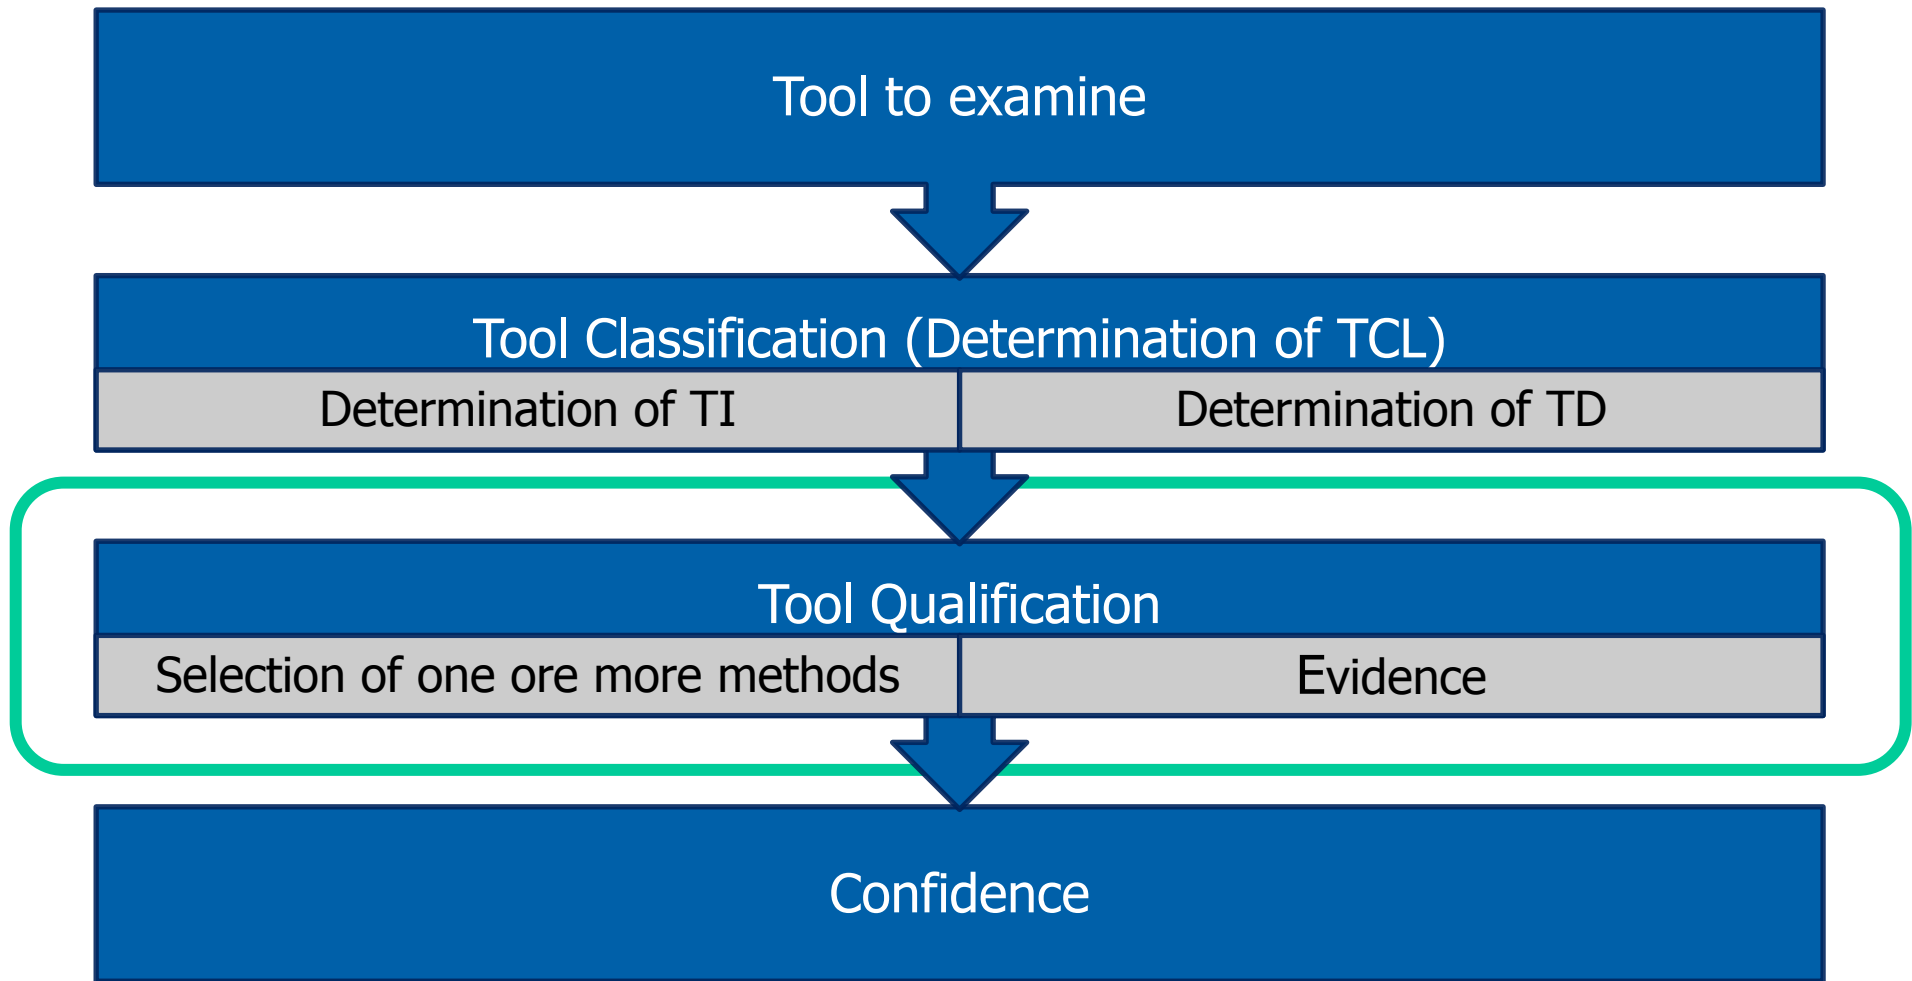 Tool to examine
Tool Classification (Determination of TCL)
Determination of TI
Determination of TD
Tool Qualification
Selection of one ore more methods
Evidence
Confidence